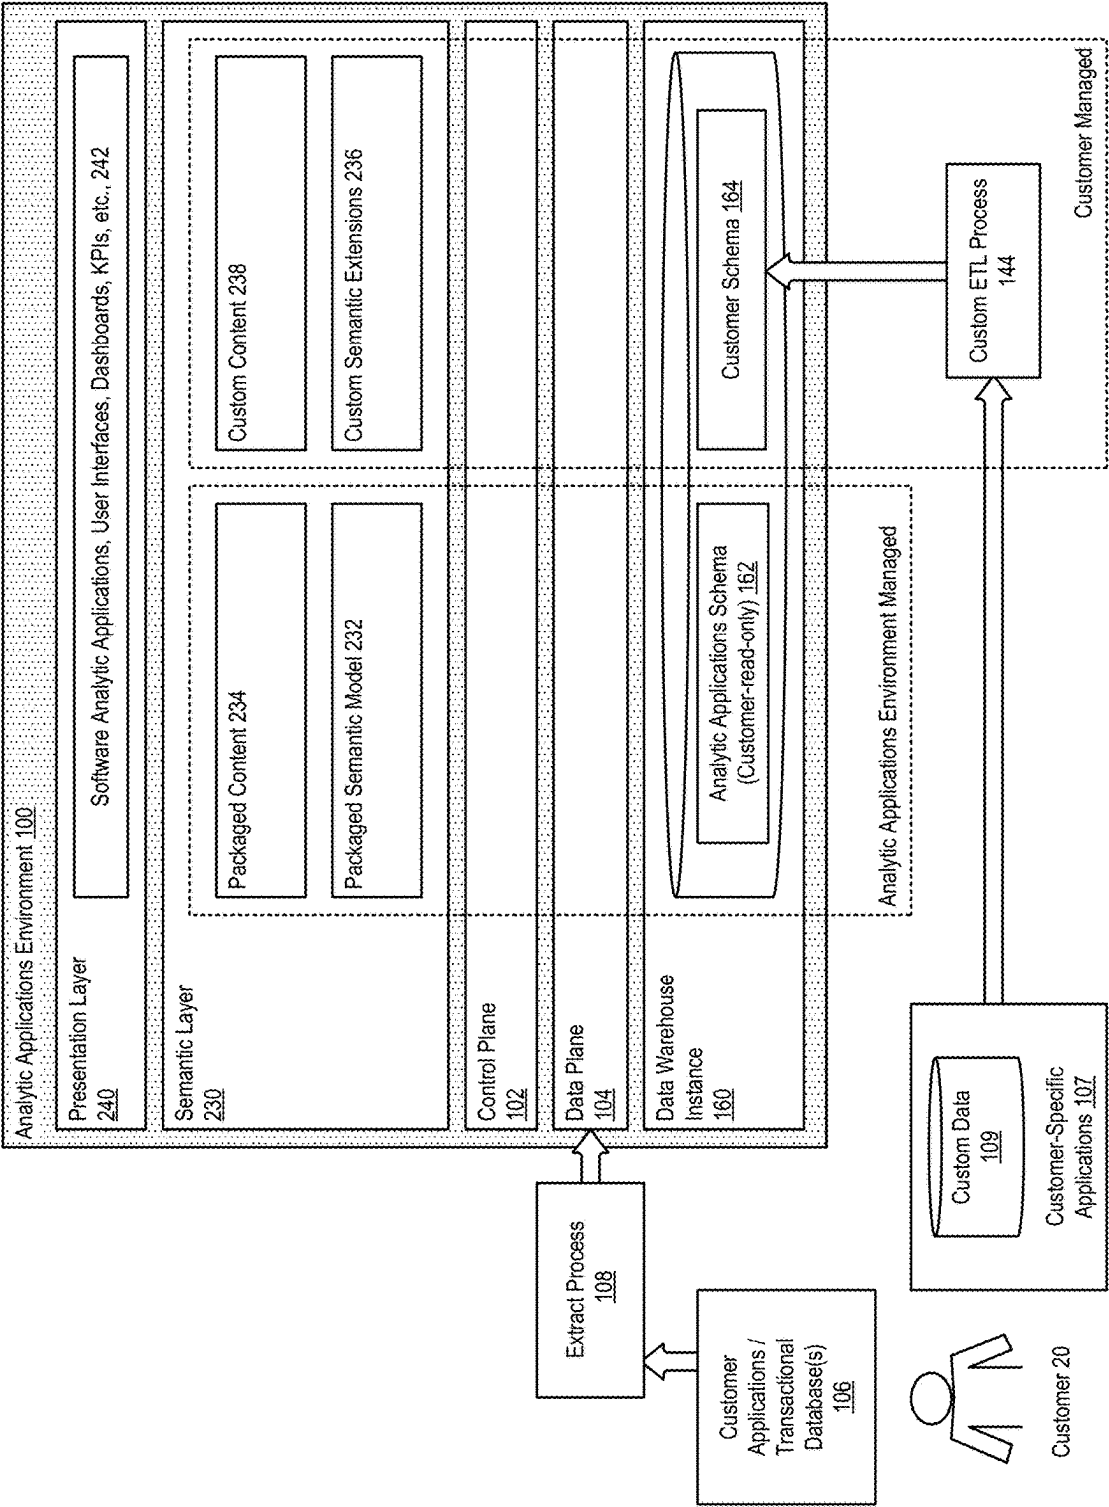 Analytic Applications Environment 100
Presentation Layer
240
Software Analytic Applications, User Interfaces, Dashboards, KPIs, etc., 242
Semantic Layer
230
Packaged Content 234
Custom Content 238
Packaged Semantic Model 232
Custom Semantic Extensions 236
Control Plane
102
Data Plane
104
Data Warehouse
Instance
160
Analytic Applications Schema
(Customer-read-only) 162
Customer Schema 164
Analytic Applications Environment Managed
Customer Managed
Extract Process
108
Customer
Applications /
Transactional
Database(s)
106
Custom ETL Process
144
Custom Data
109
Customer-Specific
Applications 107
Customer 20